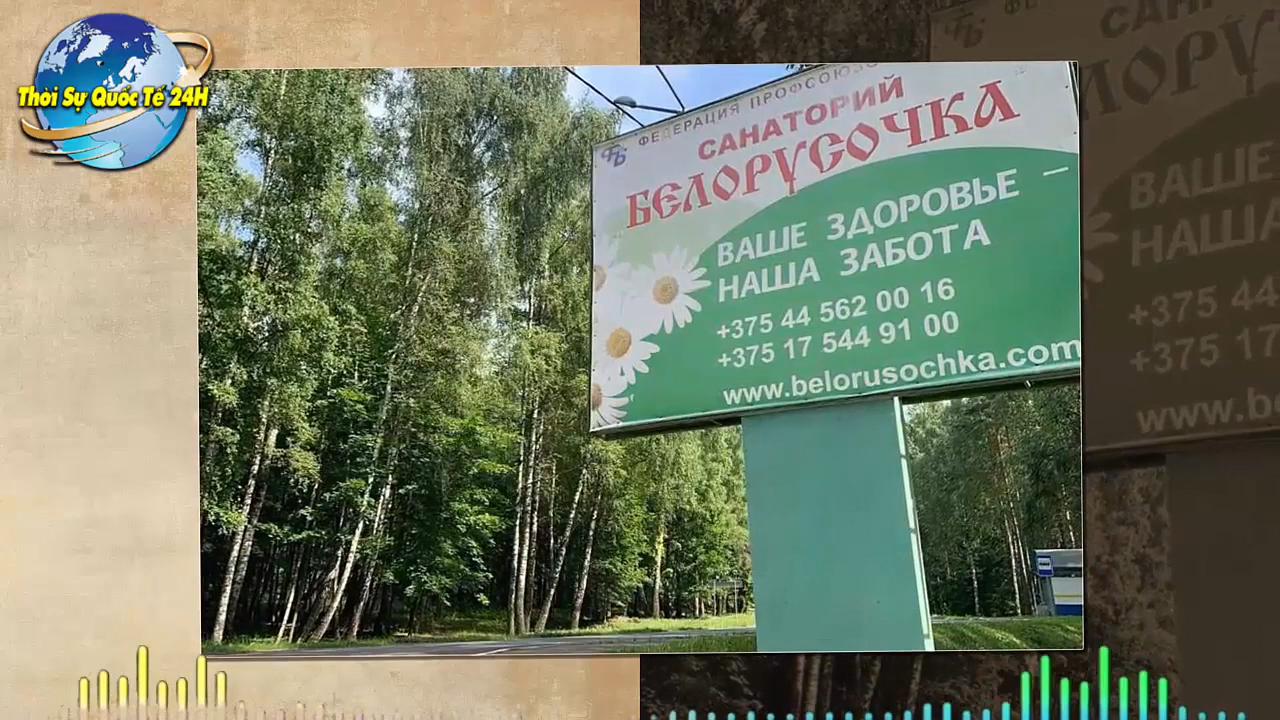 Thời Sự Quốc Tế 24H
ФЕДЕРАЦИЯ ПРОФСОЮЗО
САНАТОРИЙ
БЕЛОРУСОЧКА
ВАШЕ ЗДОРОВЬЕ –
НАША ЗАБОТА
+375 44 562 00 16
+375 17 544 91 00
www.belorusochka.com